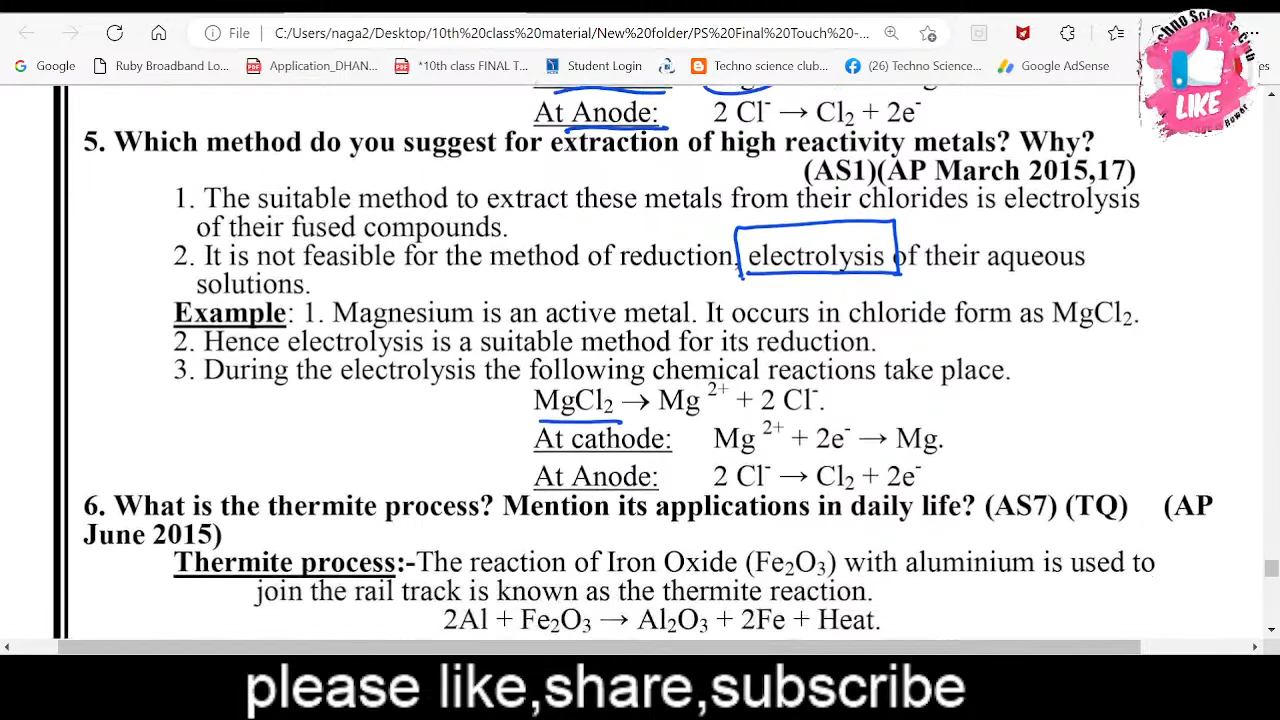 File C:/Users/naga2/Desktop/10th%20class%20material/New%20folder/PS%20Final%20Touch%20-...
Google Ruby Broadband Lo... Application_DHAN... *10th class FINAL T... Student Login Techno science club... (26) Techno Science... Google AdSense
LIKE
At Anode: 2 Cl⁻ → Cl₂ + 2e⁻
5. Which method do you suggest for extraction of high reactivity metals? Why?
(AS1)(AP March 2015,17)
1. The suitable method to extract these metals from their chlorides is electrolysis
of their fused compounds.
2. It is not feasible for the method of reduction, electrolysis of their aqueous
solutions.
Example: 1. Magnesium is an active metal. It occurs in chloride form as MgCl₂.
2. Hence electrolysis is a suitable method for its reduction.
3. During the electrolysis the following chemical reactions take place.
MgCl₂ → Mg ²⁺ + 2 Cl⁻.
At cathode: Mg ²⁺ + 2e⁻ → Mg.
At Anode: 2 Cl⁻ → Cl₂ + 2e⁻
6. What is the thermite process? Mention its applications in daily life? (AS7) (TQ) (AP
June 2015)
Thermite process:-The reaction of Iron Oxide (Fe₂O₃) with aluminium is used to
join the rail track is known as the thermite reaction.
2Al + Fe₂O₃ → Al₂O₃ + 2Fe + Heat.
please like,share,subscribe